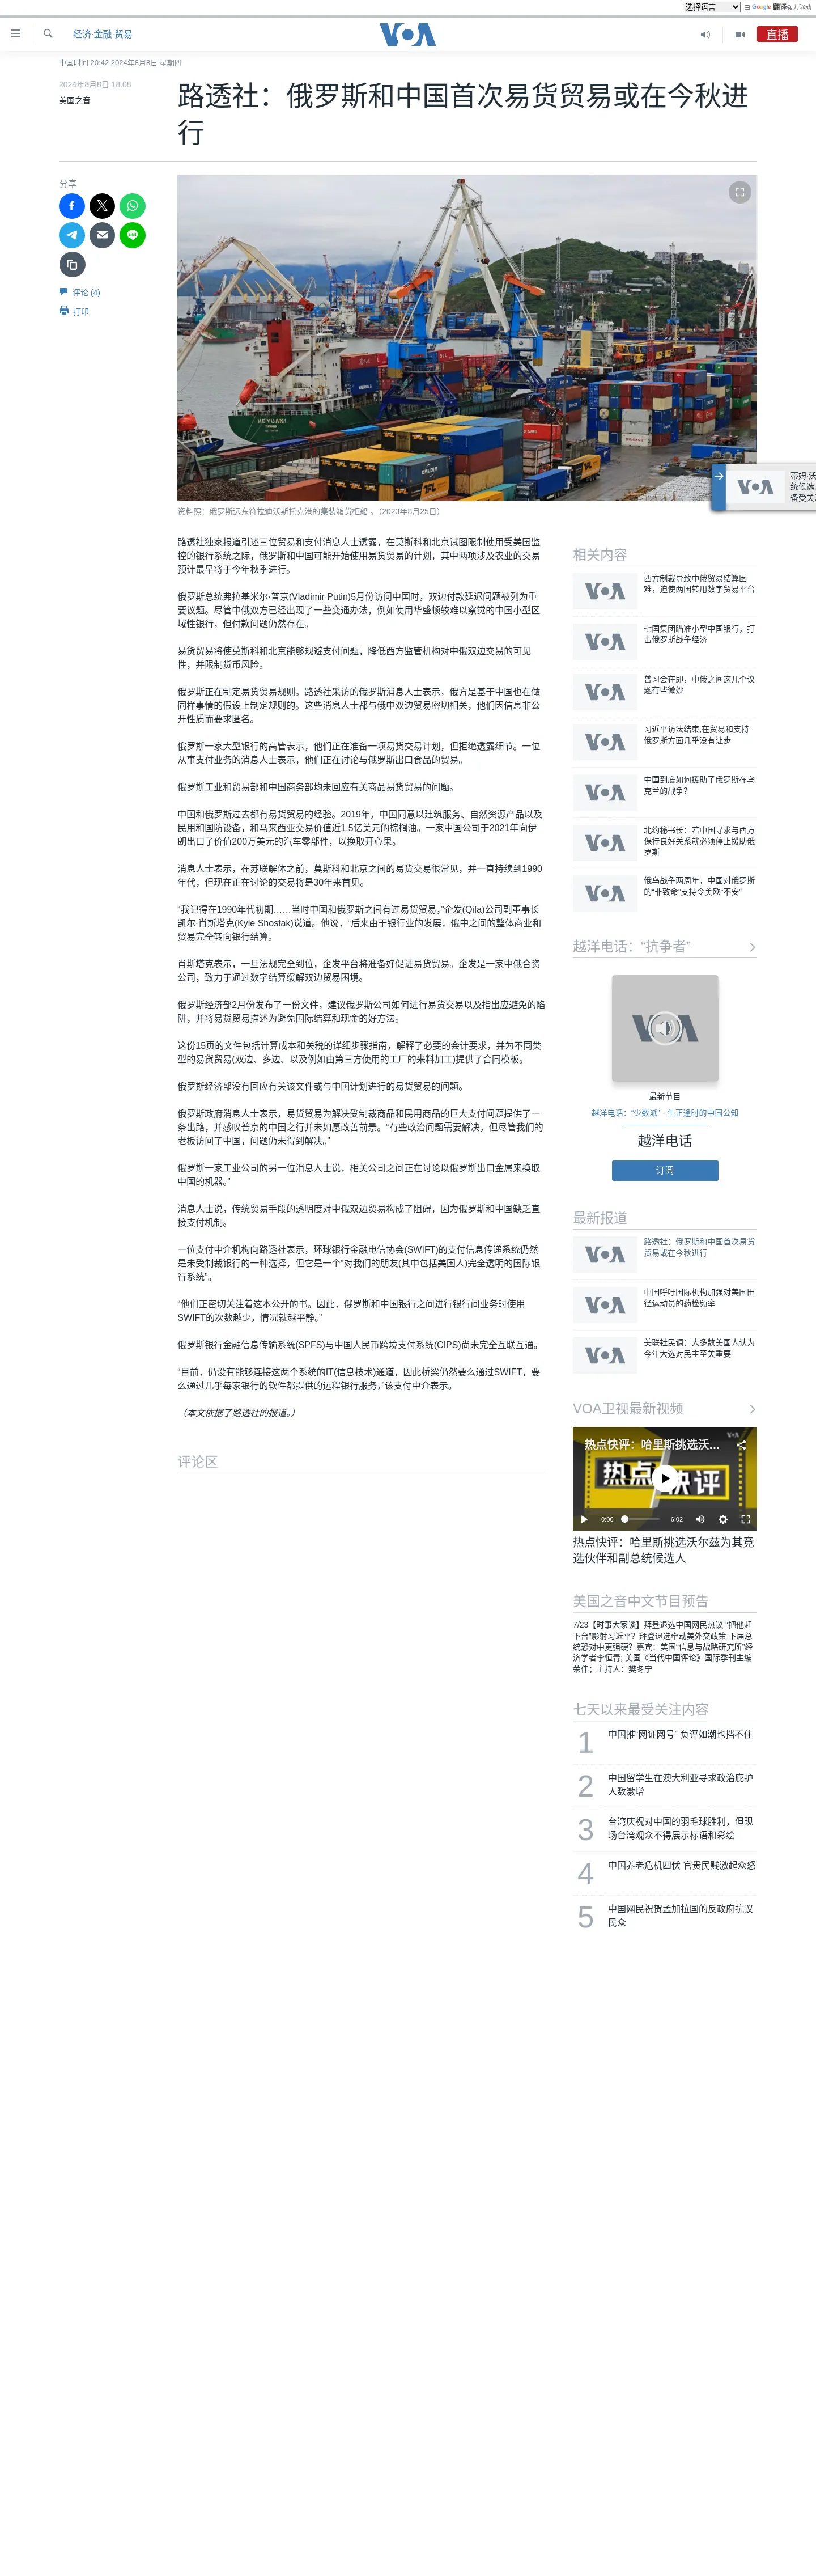 选择语言 由 Google 翻译强力驱动
经济·金融·贸易
VOA
直播
中国时间 20:42 2024年8月8日 星期四
2024年8月8日 18:08
美国之音
路透社：俄罗斯和中国首次易货贸易或在今秋进
行
分享
评论 (4)
打印
HEYUAN1
资料照：俄罗斯远东符拉迪沃斯托克港的集装箱货柜船 。（2023年8月25日）
VOA
蒂姆·沃
统候选人
备受关注
路透社独家报道引述三位贸易和支付消息人士透露，在莫斯科和北京试图限制使用受美国监
控的银行系统之际，俄罗斯和中国可能开始使用易货贸易的计划，其中两项涉及农业的交易
预计最早将于今年秋季进行。
俄罗斯总统弗拉基米尔·普京(Vladimir Putin)5月份访问中国时，双边付款延迟问题被列为重
要议题。尽管中俄双方已经出现了一些变通办法，例如使用华盛顿较难以察觉的中国小型区
域性银行，但付款问题仍然存在。
易货贸易将使莫斯科和北京能够规避支付问题，降低西方监管机构对中俄双边交易的可见
性，并限制货币风险。
俄罗斯正在制定易货贸易规则。路透社采访的俄罗斯消息人士表示，俄方是基于中国也在做
同样事情的假设上制定规则的。这些消息人士都与俄中双边贸易密切相关，他们因信息非公
开性质而要求匿名。
俄罗斯一家大型银行的高管表示，他们正在准备一项易货交易计划，但拒绝透露细节。一位
从事支付业务的消息人士表示，他们正在讨论与俄罗斯出口食品的贸易。
俄罗斯工业和贸易部和中国商务部均未回应有关商品易货贸易的问题。
中国和俄罗斯过去都有易货贸易的经验。2019年，中国同意以建筑服务、自然资源产品以及
民用和国防设备，和马来西亚交易价值近1.5亿美元的棕榈油。一家中国公司于2021年向伊
朗出口了价值200万美元的汽车零部件，以换取开心果。
消息人士表示，在苏联解体之前，莫斯科和北京之间的易货交易很常见，并一直持续到1990
年代，但现在正在讨论的交易将是30年来首见。
“我记得在1990年代初期……当时中国和俄罗斯之间有过易货贸易，”企发(Qifa)公司副董事长
凯尔·肖斯塔克(Kyle Shostak)说道。他说，“后来由于银行业的发展，俄中之间的整体商业和
贸易完全转向银行结算。
肖斯塔克表示，一旦法规完全到位，企发平台将准备好促进易货贸易。企发是一家中俄合资
公司，致力于通过数字结算缓解双边贸易困境。
俄罗斯经济部2月份发布了一份文件，建议俄罗斯公司如何进行易货交易以及指出应避免的陷
阱，并将易货贸易描述为避免国际结算和现金的好方法。
这份15页的文件包括计算成本和关税的详细步骤指南，解释了必要的会计要求，并为不同类
型的易货贸易(双边、多边、以及例如由第三方使用的工厂的来料加工)提供了合同模板。
俄罗斯经济部没有回应有关该文件或与中国计划进行的易货贸易的问题。
俄罗斯政府消息人士表示，易货贸易为解决受制裁商品和民用商品的巨大支付问题提供了一
条出路，并感叹普京的中国之行并未如愿改善前景。“有些政治问题需要解决，但尽管我们的
老板访问了中国，问题仍未得到解决。”
俄罗斯一家工业公司的另一位消息人士说，相关公司之间正在讨论以俄罗斯出口金属来换取
中国的机器。”
消息人士说，传统贸易手段的透明度对中俄双边贸易构成了阻碍，因为俄罗斯和中国缺乏直
接支付机制。
一位支付中介机构向路透社表示，环球银行金融电信协会(SWIFT)的支付信息传递系统仍然
是未受制裁银行的一种选择，但它是一个“对我们的朋友(其中包括美国人)完全透明的国际银
行系统”。
“他们正密切关注着这本公开的书。因此，俄罗斯和中国银行之间进行银行间业务时使用
SWIFT的次数越少，情况就越平静。”
俄罗斯银行金融信息传输系统(SPFS)与中国人民币跨境支付系统(CIPS)尚未完全互联互通。
“目前，仍没有能够连接这两个系统的IT(信息技术)通道，因此桥梁仍然要么通过SWIFT，要
么通过几乎每家银行的软件都提供的远程银行服务，”该支付中介表示。
（本文依据了路透社的报道。）
评论区
相关内容
VOA
西方制裁导致中俄贸易结算困
难，迫使两国转用数字贸易平台
VOA
七国集团瞄准小型中国银行，打
击俄罗斯战争经济
VOA
普习会在即，中俄之间这几个议
题有些微妙
VOA
习近平访法结束,在贸易和支持
俄罗斯方面几乎没有让步
VOA
中国到底如何援助了俄罗斯在乌
克兰的战争？
VOA
北约秘书长：若中国寻求与西方
保持良好关系就必须停止援助俄
罗斯
VOA
俄乌战争两周年，中国对俄罗斯
的“非致命”支持令美欧“不安”
越洋电话：“抗争者”
VOA
最新节目
越洋电话：“少数派” - 生正逢时的中国公知
越洋电话
订阅
最新报道
VOA
路透社：俄罗斯和中国首次易货
贸易或在今秋进行
VOA
中国呼吁国际机构加强对美国田
径运动员的药检频率
VOA
美联社民调：大多数美国人认为
今年大选对民主至关重要
VOA卫视最新视频
VOA
热点快评：哈里斯挑选沃...
热点快评
0:00 6:02
热点快评：哈里斯挑选沃尔兹为其竞
选伙伴和副总统候选人
美国之音中文节目预告
7/23【时事大家谈】拜登退选中国网民热议 “把他赶
下台”影射习近平？拜登退选牵动美外交政策 下届总
统恐对中更强硬？嘉宾：美国“信息与战略研究所”经
济学者李恒青; 美国《当代中国评论》国际季刊主编
荣伟；主持人：樊冬宁
七天以来最受关注内容
1 中国推“网证网号” 负评如潮也挡不住
2 中国留学生在澳大利亚寻求政治庇护
人数激增
3 台湾庆祝对中国的羽毛球胜利，但现
场台湾观众不得展示标语和彩绘
4 中国养老危机四伏 官贵民贱激起众怒
5 中国网民祝贺孟加拉国的反政府抗议
民众